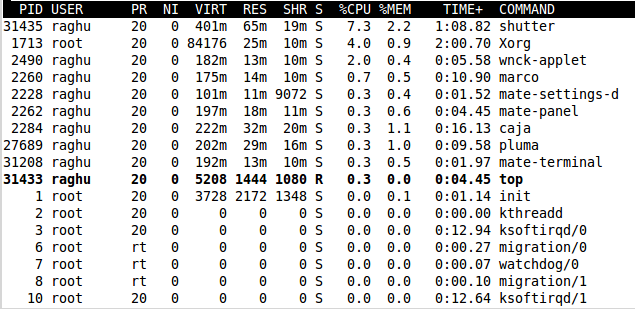 PID USER PR NI VIRT RES SHR S %CPU %MEM TIME+ COMMAND
31435 raghu 20 0 401m 65m 19m S 7.3 2.2 1:08.82 shutter
1713 root 20 0 84176 25m 10m S 4.0 0.9 2:00.70 Xorg
2490 raghu 20 0 182m 13m 10m S 2.0 0.4 0:05.58 wnck-applet
2260 raghu 20 0 175m 14m 10m S 0.7 0.5 0:10.90 marco
2228 raghu 20 0 101m 11m 9072 S 0.3 0.4 0:01.52 mate-settings-d
2262 raghu 20 0 197m 18m 11m S 0.3 0.6 0:04.45 mate-panel
2284 raghu 20 0 222m 32m 20m S 0.3 1.1 0:16.13 caja
27689 raghu 20 0 202m 29m 16m S 0.3 1.0 0:09.58 pluma
31208 raghu 20 0 192m 13m 10m S 0.3 0.5 0:01.97 mate-terminal
31433 raghu 20 0 5208 1444 1080 R 0.3 0.0 0:04.45 top
1 root 20 0 3728 2172 1348 S 0.0 0.1 0:01.14 init
2 root 20 0 0 0 0 S 0.0 0.0 0:00.00 kthreadd
3 root 20 0 0 0 0 S 0.0 0.0 0:12.94 ksoftirqd/0
6 root rt 0 0 0 0 S 0.0 0.0 0:00.27 migration/0
7 root rt 0 0 0 0 S 0.0 0.0 0:00.07 watchdog/0
8 root rt 0 0 0 0 S 0.0 0.0 0:00.10 migration/1
10 root 20 0 0 0 0 S 0.0 0.0 0:12.64 ksoftirqd/1